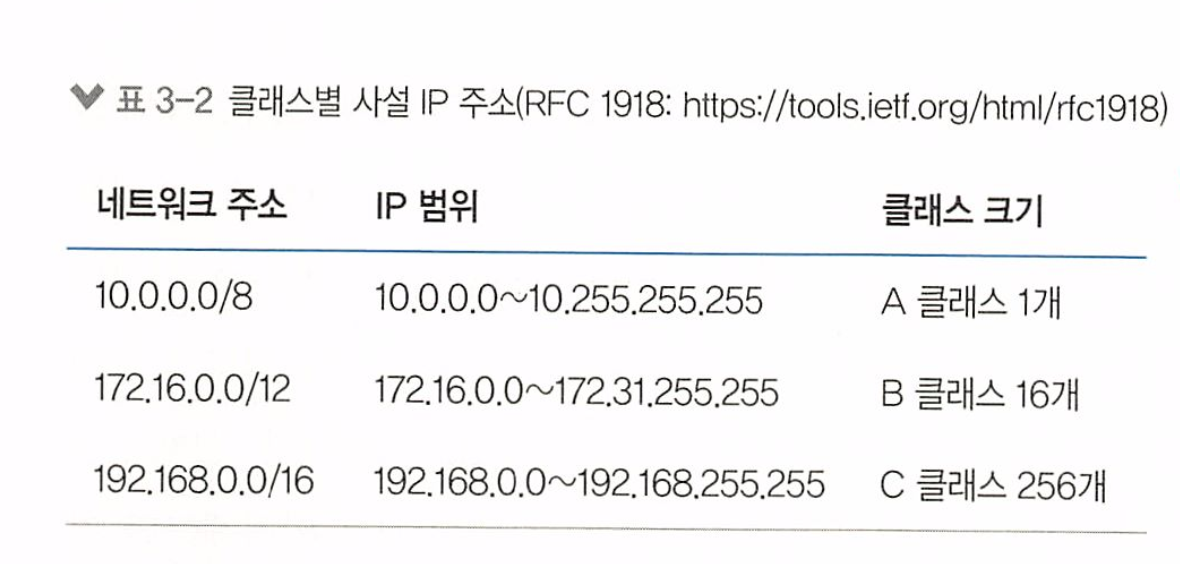 표 3-2 클래스별 사설 IP 주소(RFC 1918: https://tools.ietf.org/html/rfc1918)
네트워크 주소 IP 범위 클래스 크기
10.0.0.0/8 10.0.0.0~10.255.255.255 A 클래스 1개
172.16.0.0/12 172.16.0.0~172.31.255.255 B 클래스 16개
192.168.0.0/16 192.168.0.0~192.168.255.255 C 클래스 256개